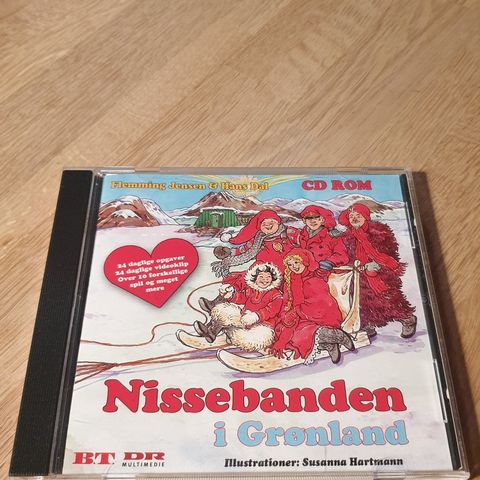 Flemming Jensen & Hans Dal
CD ROM
24 daglige opgaver
24 daglige videoklip
Over 10 forskellige
spil og meget
mere
Nissebanden
i Grønland
B.T. DR
MULTIMEDIE
Illustrationer: Susanna Hartmann